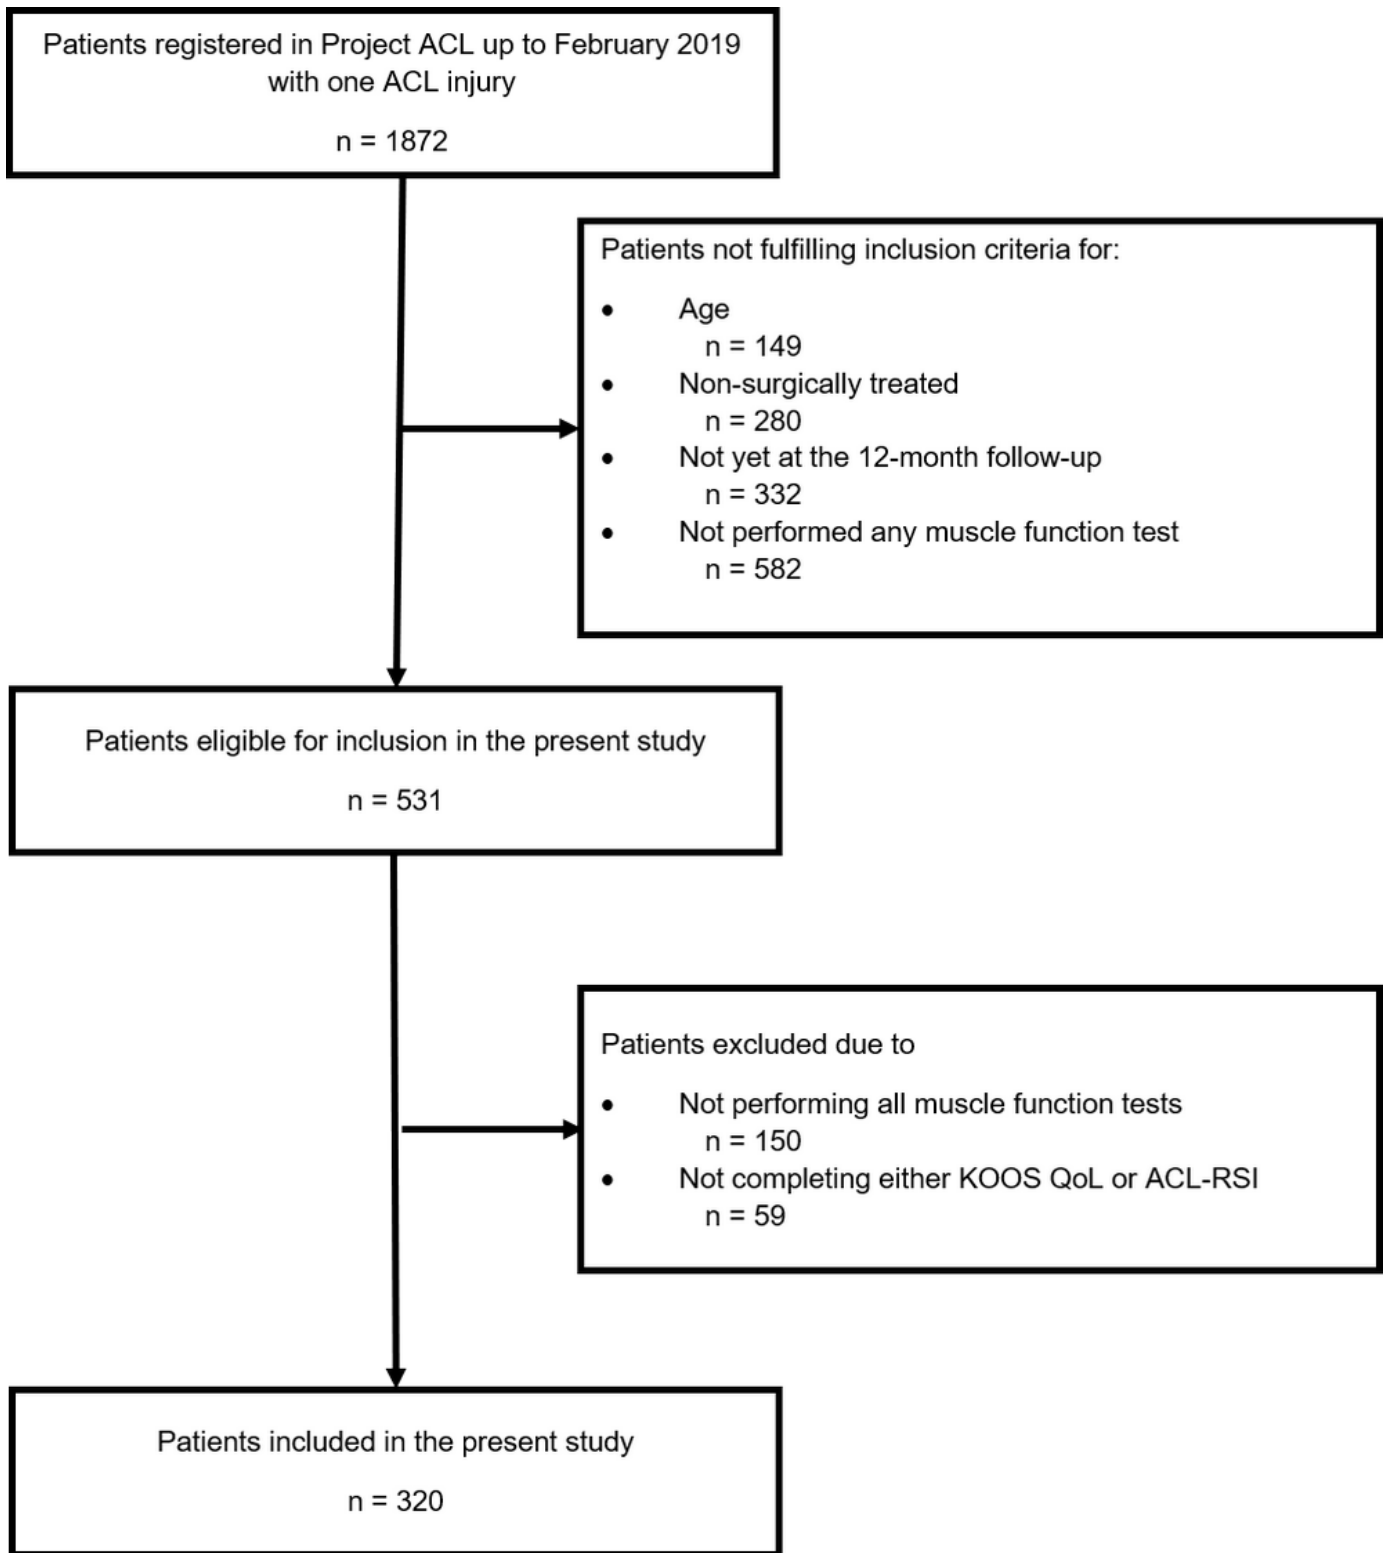 Patients registered in Project ACL up to February 2019
with one ACL injury
n = 1872
Patients not fulfilling inclusion criteria for:
• Age
n = 149
• Non-surgically treated
n = 280
• Not yet at the 12-month follow-up
n = 332
• Not performed any muscle function test
n = 582
Patients eligible for inclusion in the present study
n = 531
Patients excluded due to
• Not performing all muscle function tests
n = 150
• Not completing either KOOS QoL or ACL-RSI
n = 59
Patients included in the present study
n = 320